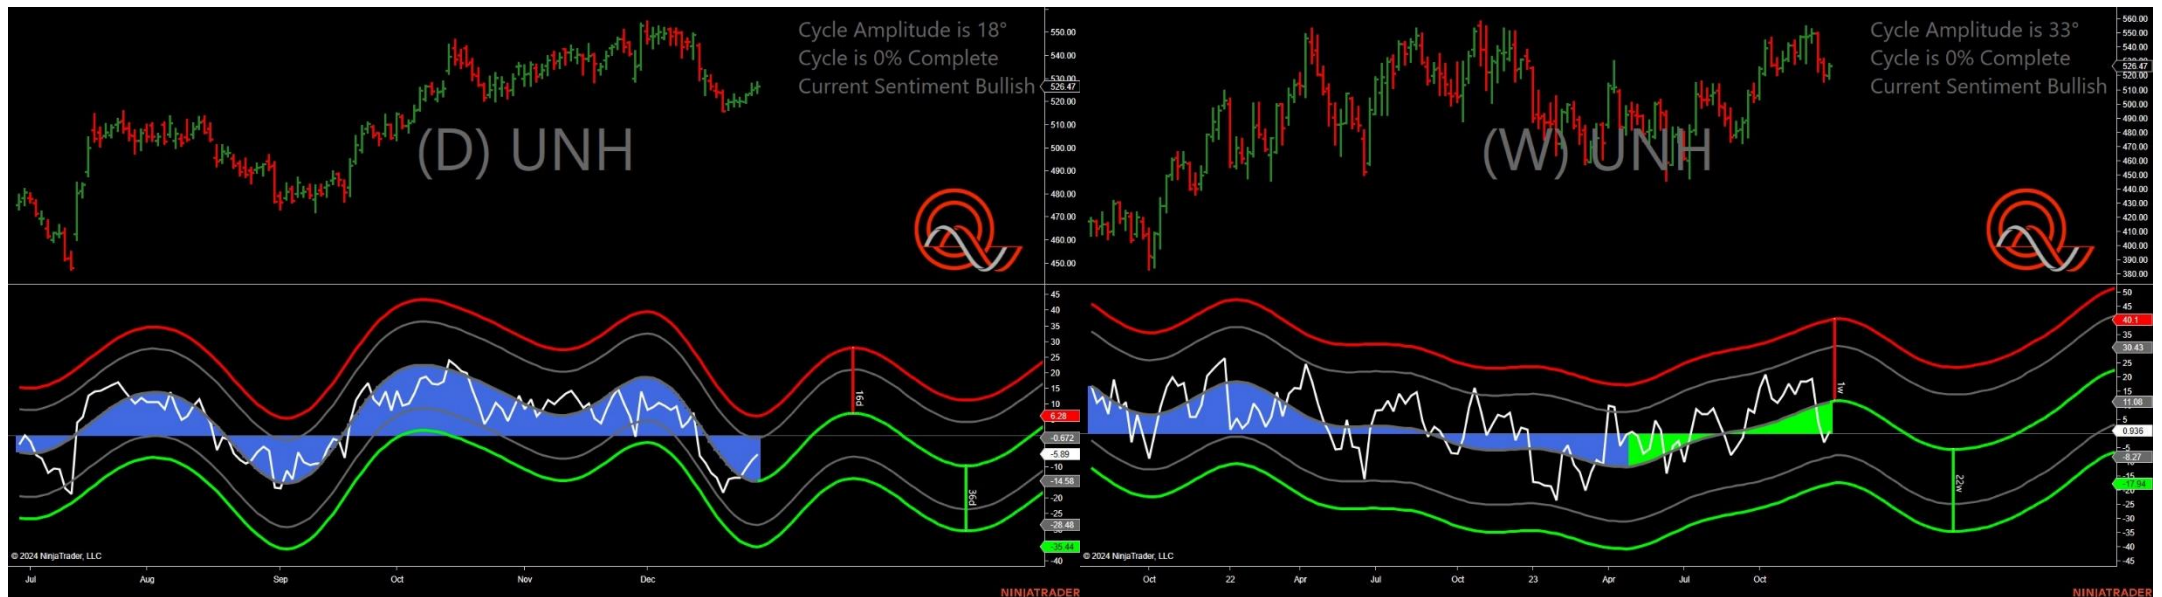 Cycle Amplitude is 18°
Cycle is 0% Complete
Current Sentiment Bullish
(D) UNH
550.00
540.00
530.00
526.47
520.00
510.00
500.00
490.00
480.00
470.00
460.00
450.00
45
40
35
30
25
20
15
10
6.28
-0.672
-5.89
-10
-14.58
-20
-25
-28.48
-35.44
-40
16d
36d
© 2024 NinjaTrader, LLC
Jul
Aug
Sep
Oct
Nov
Dec
NINJATRADER
Cycle Amplitude is 33°
Cycle is 0% Complete
Current Sentiment Bullish
(W) UNH
560.00
550.00
540.00
526.47
520.00
510.00
500.00
490.00
480.00
470.00
460.00
450.00
440.00
430.00
420.00
410.00
400.00
390.00
380.00
50
45
40.1
35
30.43
25
20
15
11.08
5
0.936
-5
-8.27
-17.94
-25
-30
-35
-40
-45
1w
22w
© 2024 NinjaTrader, LLC
Oct
22
Apr
Jul
Oct
23
Apr
Jul
Oct
NINJATRADER